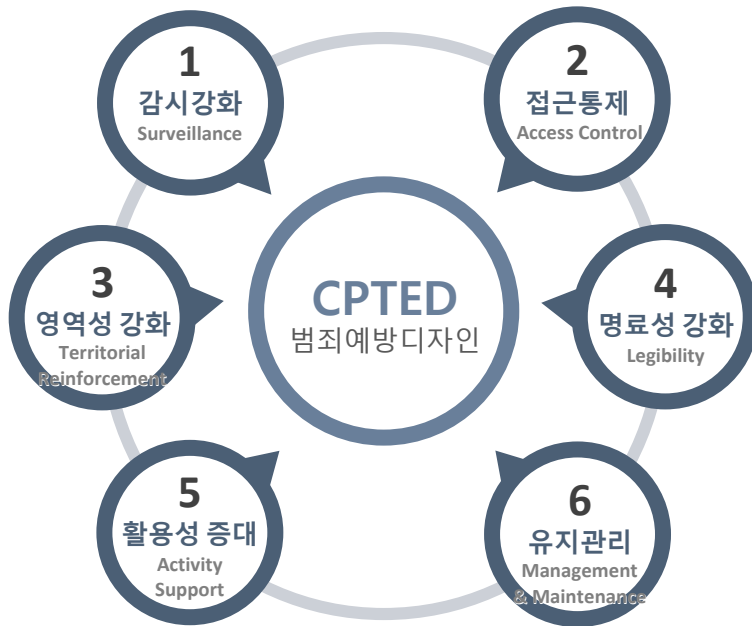 1
감시강화
Surveillance
2
접근통제
Access Control
3
영역성 강화
Territorial
Reinforcement
CPTED
범죄예방디자인
4
명료성 강화
Legibility
5
활용성 증대
Activity
Support
6
유지관리
Management
& Maintenance